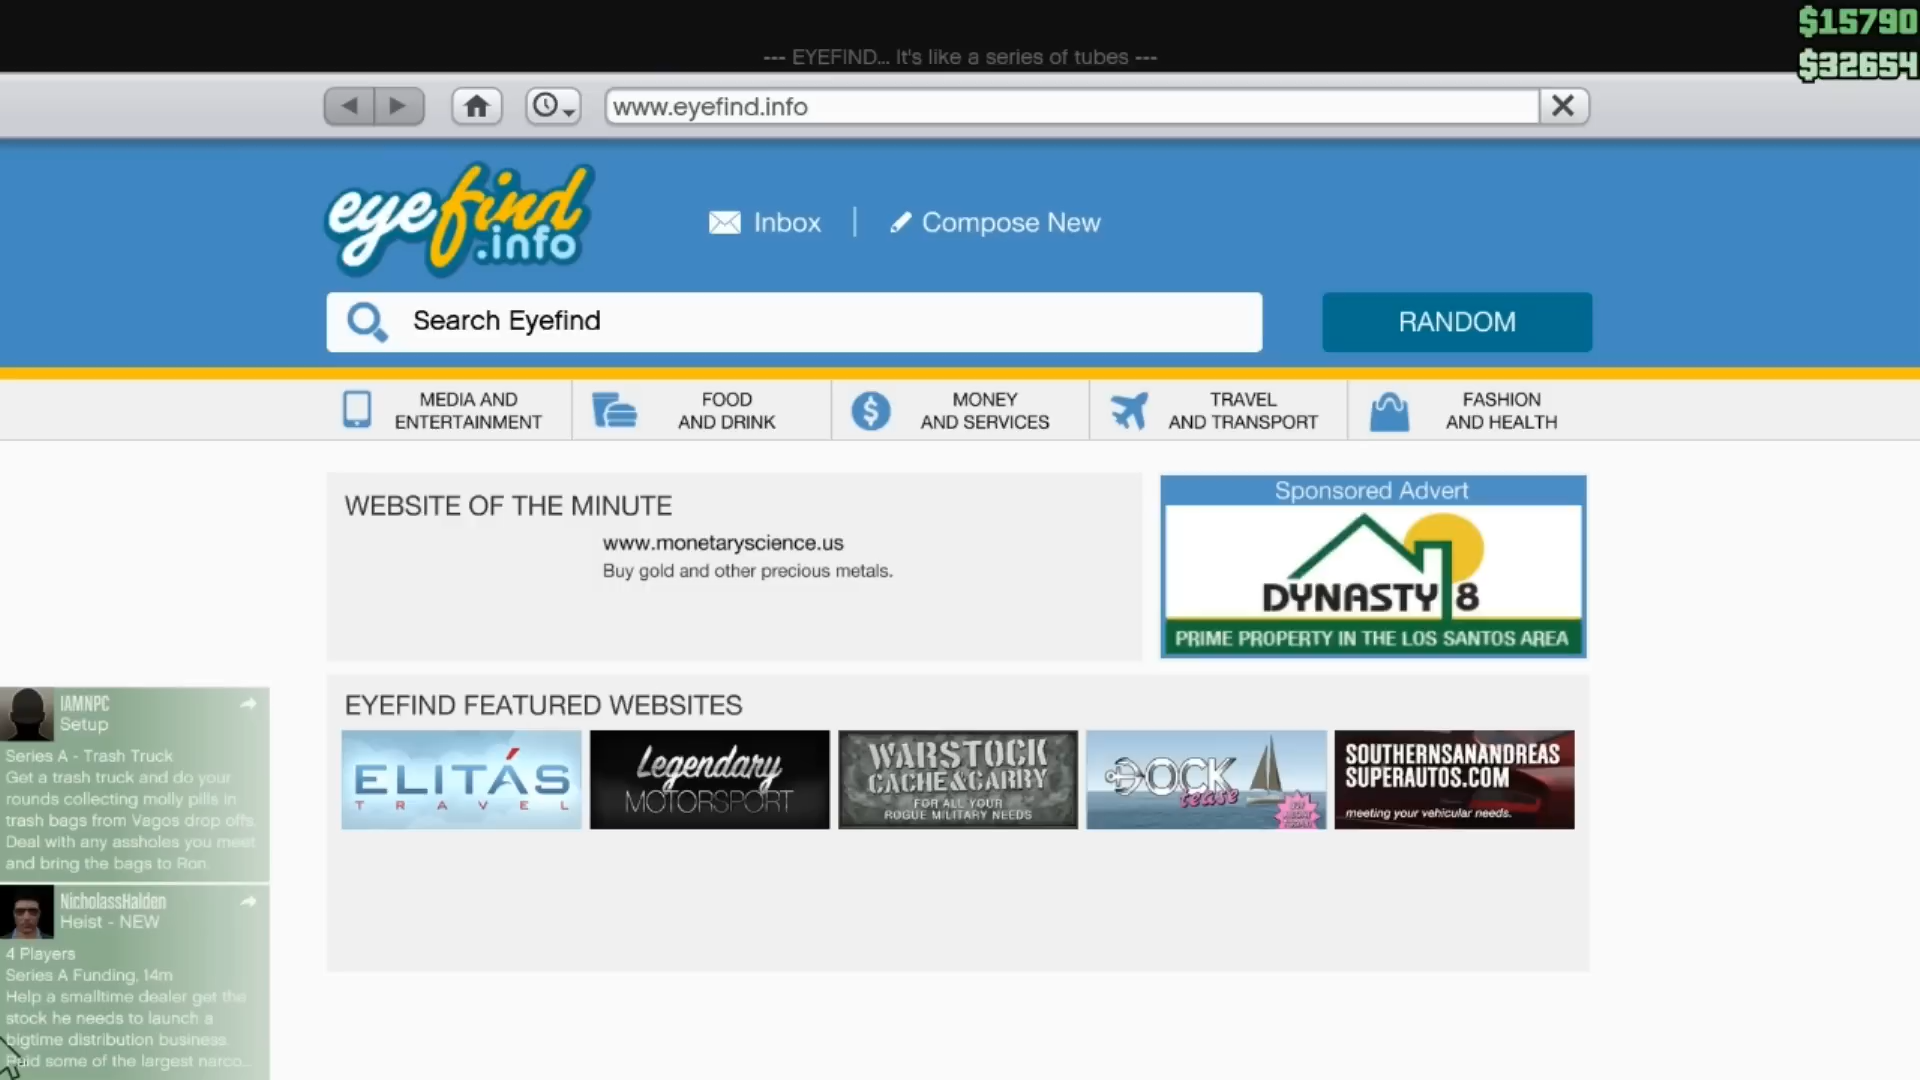 $15790
--- EYEFIND... It's like a series of tubes ---
$32654
www.eyefind.info
eyefind
.info
Inbox
Compose New
Search Eyefind
RANDOM
MEDIA AND
ENTERTAINMENT
FOOD
AND DRINK
MONEY
AND SERVICES
TRAVEL
AND TRANSPORT
FASHION
AND HEALTH
WEBSITE OF THE MINUTE
www.monetaryscience.us
Buy gold and other precious metals.
Sponsored Advert
DYNASTY 8
PRIME PROPERTY IN THE LOS SANTOS AREA
EYEFIND FEATURED WEBSITES
ELITÁS
TRAVEL
Legendary
MOTORSPORT
WARSTOCK
CACHE & CARRY
FOR ALL YOUR
ROGUE MILITARY NEEDS
DOCK
tease
SOUTHERNSANANDREAS
SUPERAUTOS.COM
meeting your vehicular needs.
IAMNPC
Setup
Series A - Trash Truck
Get a trash truck and do your
rounds collecting molly pills in
trash bags from Vagos drop offs.
Deal with any assholes you meet
and bring the bags to Ron.
NicholassHalden
Heist - NEW
4 Players
Series A Funding, 14m
Help a smalltime dealer get the
stock he needs to launch a
bigtime distribution business.
Raid some of the largest narco...